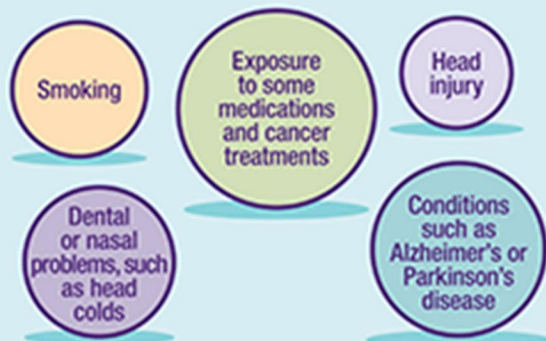 Smoking
Exposure
to some
medications
and cancer
treatments
Head
injury
Dental
or nasal
problems, such
as head
colds
Conditions
such as
Alzheimer's or
Parkinson's
disease